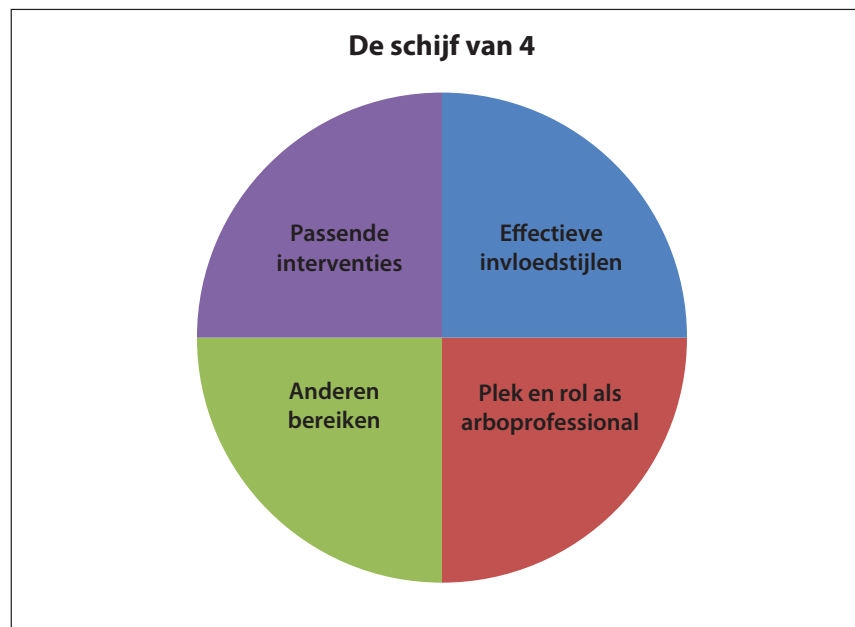 De schijf van 4
Passende
interventies
Effectieve
invloedstijlen
Anderen
bereiken
Plek en rol als
arboprofessional